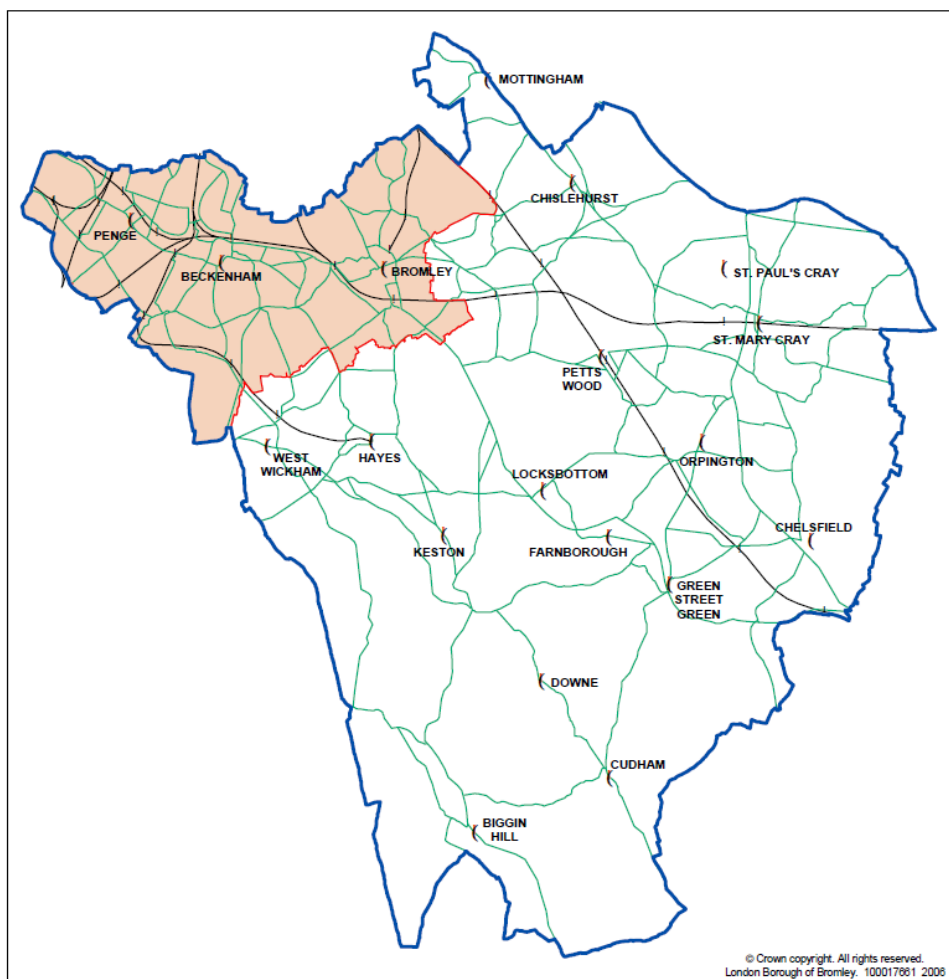 MOTTINGHAM
CHISLEHURST
PENGE
BECKENHAM
BROMLEY
ST. PAUL'S CRAY
ST. MARY CRAY
PETTS
WOOD
WEST
WICKHAM
HAYES
ORPINGTON
LOCKSBOTTOM
KESTON
FARNBOROUGH
CHELSFIELD
GREEN
STREET
GREEN
DOWNE
CUDHAM
BIGGIN
HILL
© Crown copyright. All rights reserved.
London Borough of Bromley. 100017661 2006